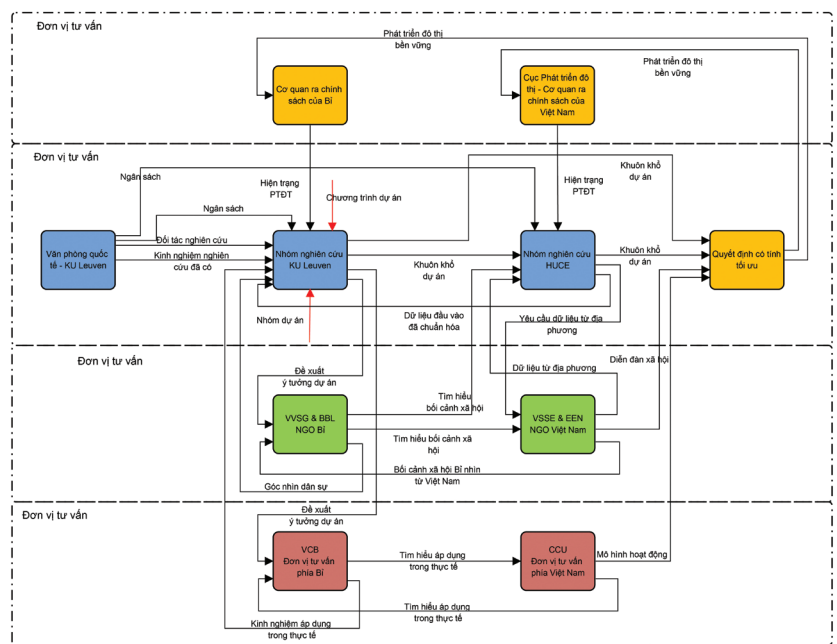 Đơn vị tư vấn
Phát triển đô thị
bền vững
Phát triển đô thị
bền vững
Cơ quan ra chính
sách của Bỉ
Cục Phát triển đô
thị - Cơ quan ra
chính sách của
Việt Nam
Đơn vị tư vấn
Ngân sách
Hiện trạng
PTĐT
Chương trình dự án
Hiện trạng
PTĐT
Khuôn khổ
dự án
Ngân sách
Văn phòng quốc
tế - KU Leuven
Đối tác nghiên cứu
Kinh nghiệm nghiên
cứu đã có
Nhóm nghiên cứu
KU Leuven
Khuôn khổ
dự án
Nhóm nghiên cứu
HUCE
Khuôn khổ
dự án
Quyết định có tính
tối ưu
Nhóm dự án
Dữ liệu đầu vào
đã chuẩn hóa
Yêu cầu dữ liệu từ địa
phương
Đơn vị tư vấn
Diễn đàn xã hội
Đề xuất
ý tưởng dự án
Dữ liệu từ địa phương
VVSG & BBL
NGO Bỉ
Tìm hiểu
bối cảnh xã hội
VSSE & EEN
NGO Việt Nam
Tìm hiểu bối cảnh xã
hội
Góc nhìn dân sự
Bối cảnh xã hội Bỉ nhìn
từ Việt Nam
Đơn vị tư vấn
Đề xuất
ý tưởng dự án
VCB
Đơn vị tư vấn
phía Bỉ
Tìm hiểu áp dụng
trong thực tế
CCU
Đơn vị tư vấn
phía Việt Nam
Mô hình hoạt động
Tìm hiểu áp dụng
trong thực tế
Kinh nghiệm áp dụng
trong thực tế